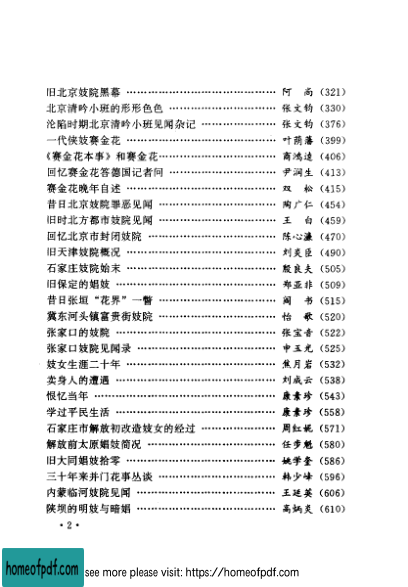 旧北京妓院黑幕 …………………………………… 阿　尚（321）
北京清吟小班的形形色色 ………………………… 张文钧（330）
沦陷时期北京清吟小班见闻杂记 ………………… 张文钧（376）
一代侠妓赛金花 …………………………………… 叶荫藩（399）
《赛金花本事》和赛金花 ………………………… 商鸿逵（406）
回忆赛金花答德国记者问 ………………………… 尹润生（413）
赛金花晚年自述 …………………………………… 双　松（415）
昔日北京妓院罪恶见闻 …………………………… 陶广仁（454）
旧时北方都市妓院见闻 …………………………… 王　白（459）
回忆北京市封闭妓院 ……………………………… 陈心濂（470）
旧天津妓院概况 …………………………………… 刘炎臣（490）
石家庄妓院始末 …………………………………… 殷良夫（505）
旧保定的娼妓 ……………………………………… 郑亚非（509）
昔日张垣“花界”一瞥 …………………………… 阎　书（515）
冀东河头镇富贵街妓院 …………………………… 怡　歌（520）
张家口的妓院 ……………………………………… 张宝音（522）
张家口妓院见闻录 ………………………………… 申玉光（525）
妓女生涯二十年 …………………………………… 焦月岩（532）
卖身人的遭遇 ……………………………………… 刘成云（538）
恨忆当年 …………………………………………… 康素珍（543）
学过平民生活 ……………………………………… 康素珍（558）
石家庄市解放初改造妓女的经过 ………………… 周红妮（571）
解放前太原娼妓简况 ……………………………… 任步魁（580）
旧大同娼妓拾零 …………………………………… 姚学奎（586）
三十年来并门花事丛谈 …………………………… 韩少峰（596）
内蒙临河妓院见闻 ………………………………… 王廷英（606）
陕坝的明妓与暗娼 ………………………………… 高炳炎（610）
· 2 ·
homeofpdf.com
see more please visit: https://homeofpdf.com